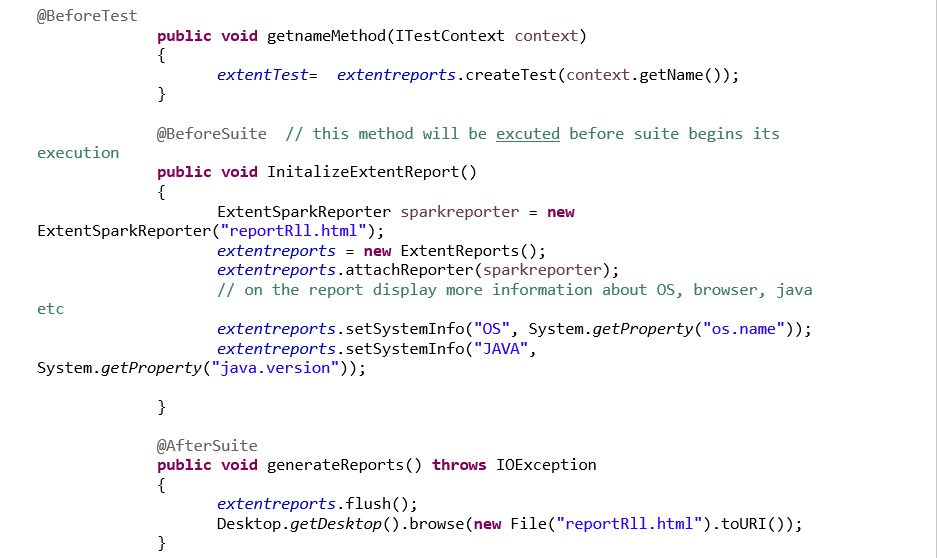 @BeforeTest
public void getnameMethod(ITestContext context)
{
extentTest=  extentreports.createTest(context.getName());
}
@BeforeSuite  // this method will be excuted before suite begins its
execution
public void InitalizeExtentReport()
{
ExtentSparkReporter sparkreporter = new
ExtentSparkReporter("reportRll.html");
extentreports = new ExtentReports();
extentreports.attachReporter(sparkreporter);
// on the report display more information about OS, browser, java
etc
extentreports.setSystemInfo("OS", System.getProperty("os.name"));
extentreports.setSystemInfo("JAVA",
System.getProperty("java.version"));
}
@AfterSuite
public void generateReports() throws IOException
{
extentreports.flush();
Desktop.getDesktop().browse(new File("reportRll.html").toURI());
}